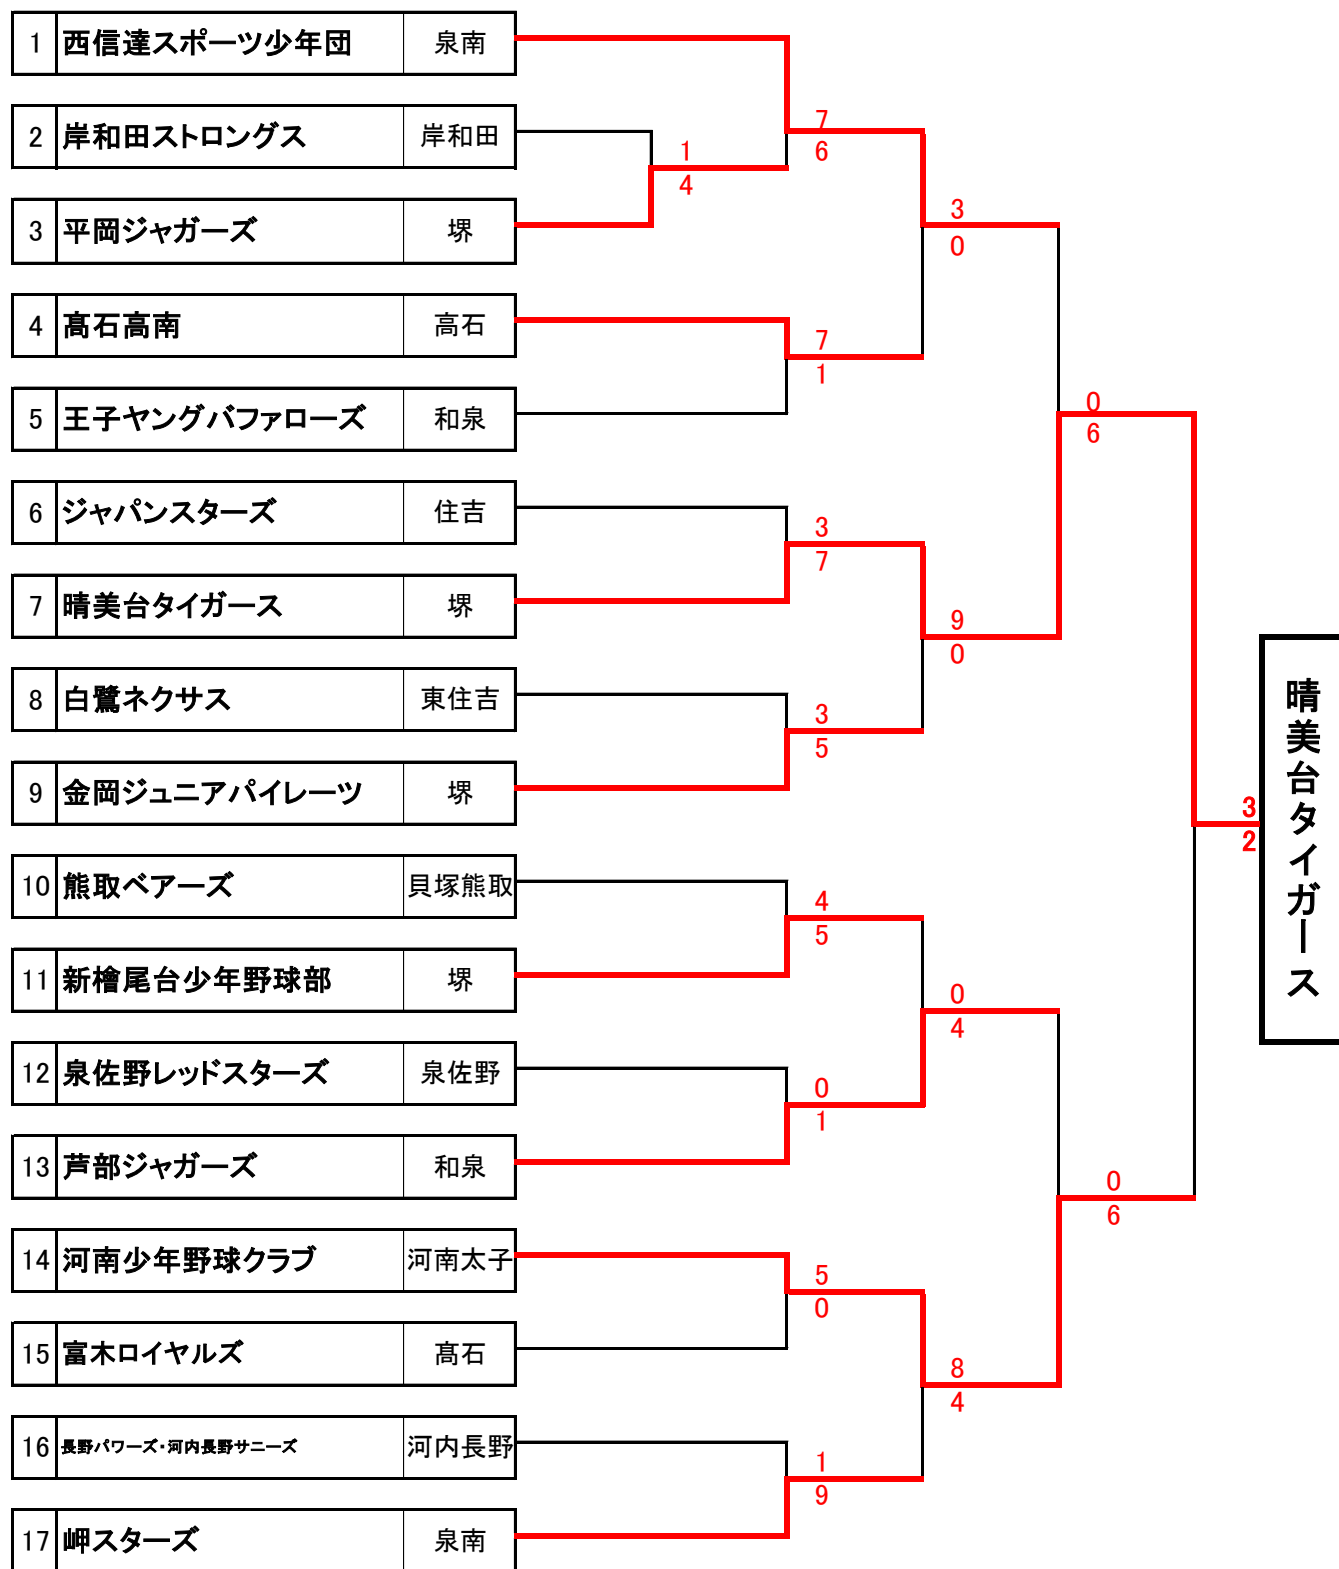 1 西信達スポーツ少年団 泉南
2 岸和田ストロングス 岸和田
3 平岡ジャガーズ 堺
4 髙石高南 高石
5 王子ヤングバファローズ 和泉
6 ジャパンスターズ 住吉
7 晴美台タイガース 堺
8 白鷺ネクサス 東住吉
9 金岡ジュニアパイレーツ 堺
10 熊取ベアーズ 貝塚熊取
11 新檜尾台少年野球部 堺
12 泉佐野レッドスターズ 泉佐野
13 芦部ジャガーズ 和泉
14 河南少年野球クラブ 河南太子
15 富木ロイヤルズ 髙石
16 長野パワーズ・河内長野サニーズ 河内長野
17 岬スターズ 泉南
1
4
7
6
7
1
3
7
3
5
4
5
0
1
5
0
1
9
3
0
9
0
0
4
8
4
0
6
0
6
3
2
晴美台タイガース